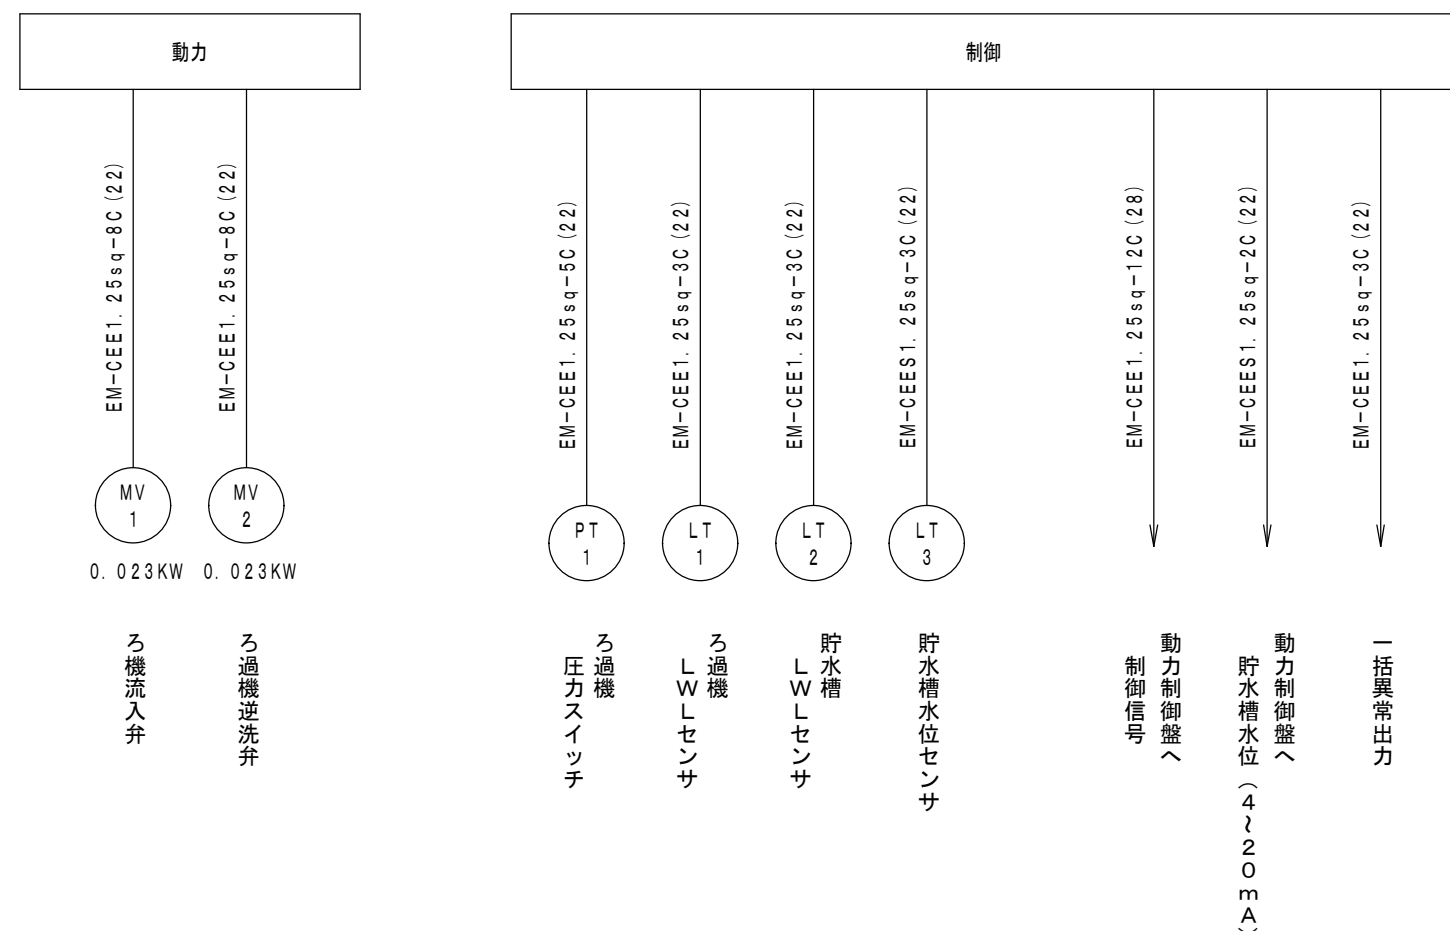 動力
制御
EM-CEE1.25sq-8C(22)
EM-CEE1.25sq-8C(22)
EM-CEE1.25sq-5C(22)
EM-CEE1.25sq-3C(22)
EM-CEE1.25sq-3C(22)
EM-CEES1.25sq-3C(22)
EM-CEE1.25sq-12C(28)
EM-CEES1.25sq-2C(22)
EM-CEE1.25sq-3C(22)
MV
1
MV
2
PT
1
LT
1
LT
2
LT
3
0.023KW
0.023KW
ろ機流入弁
ろ過機逆洗弁
ろ過機
圧力スイッチ
ろ過機
LWLセンサ
貯水槽
LWLセンサ
貯水槽水位センサ
動力制御盤へ
制御信号
動力制御盤へ
貯水槽水位(4~20mA)
一括異常出力